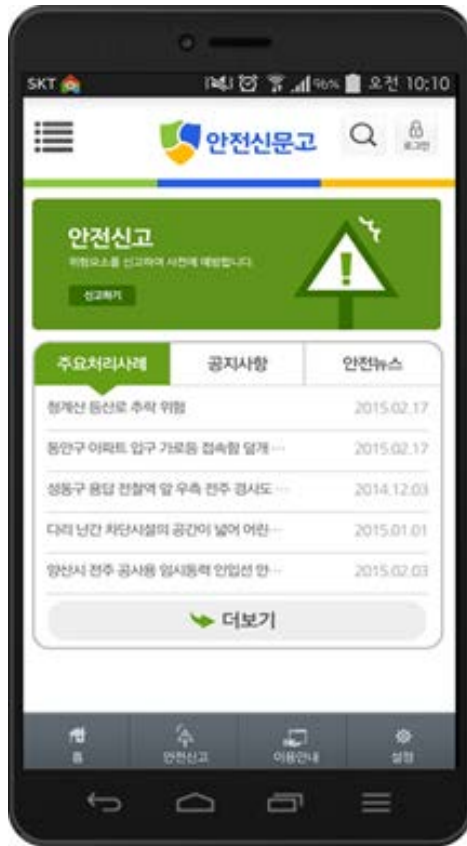 SKT 96% 오전 10:10
안전신문고 로그인
안전신고
위험요소를 신고하여 사전에 예방합니다.
신고하기
주요처리사례 공지사항 안전뉴스
청계산 등산로 추락 위험 2015.02.17
동안구 아파트 입구 가로등 접속함 덮개 ··· 2015.02.17
성동구 용답 전철역 앞 우측 전주 경사도 ··· 2014.12.03
다리 난간 차단시설의 공간이 넓어 어린··· 2015.01.01
양산시 전주 공사용 임시동력 인입선 안··· 2015.02.03
더보기
홈 안전신고 이용안내 설정